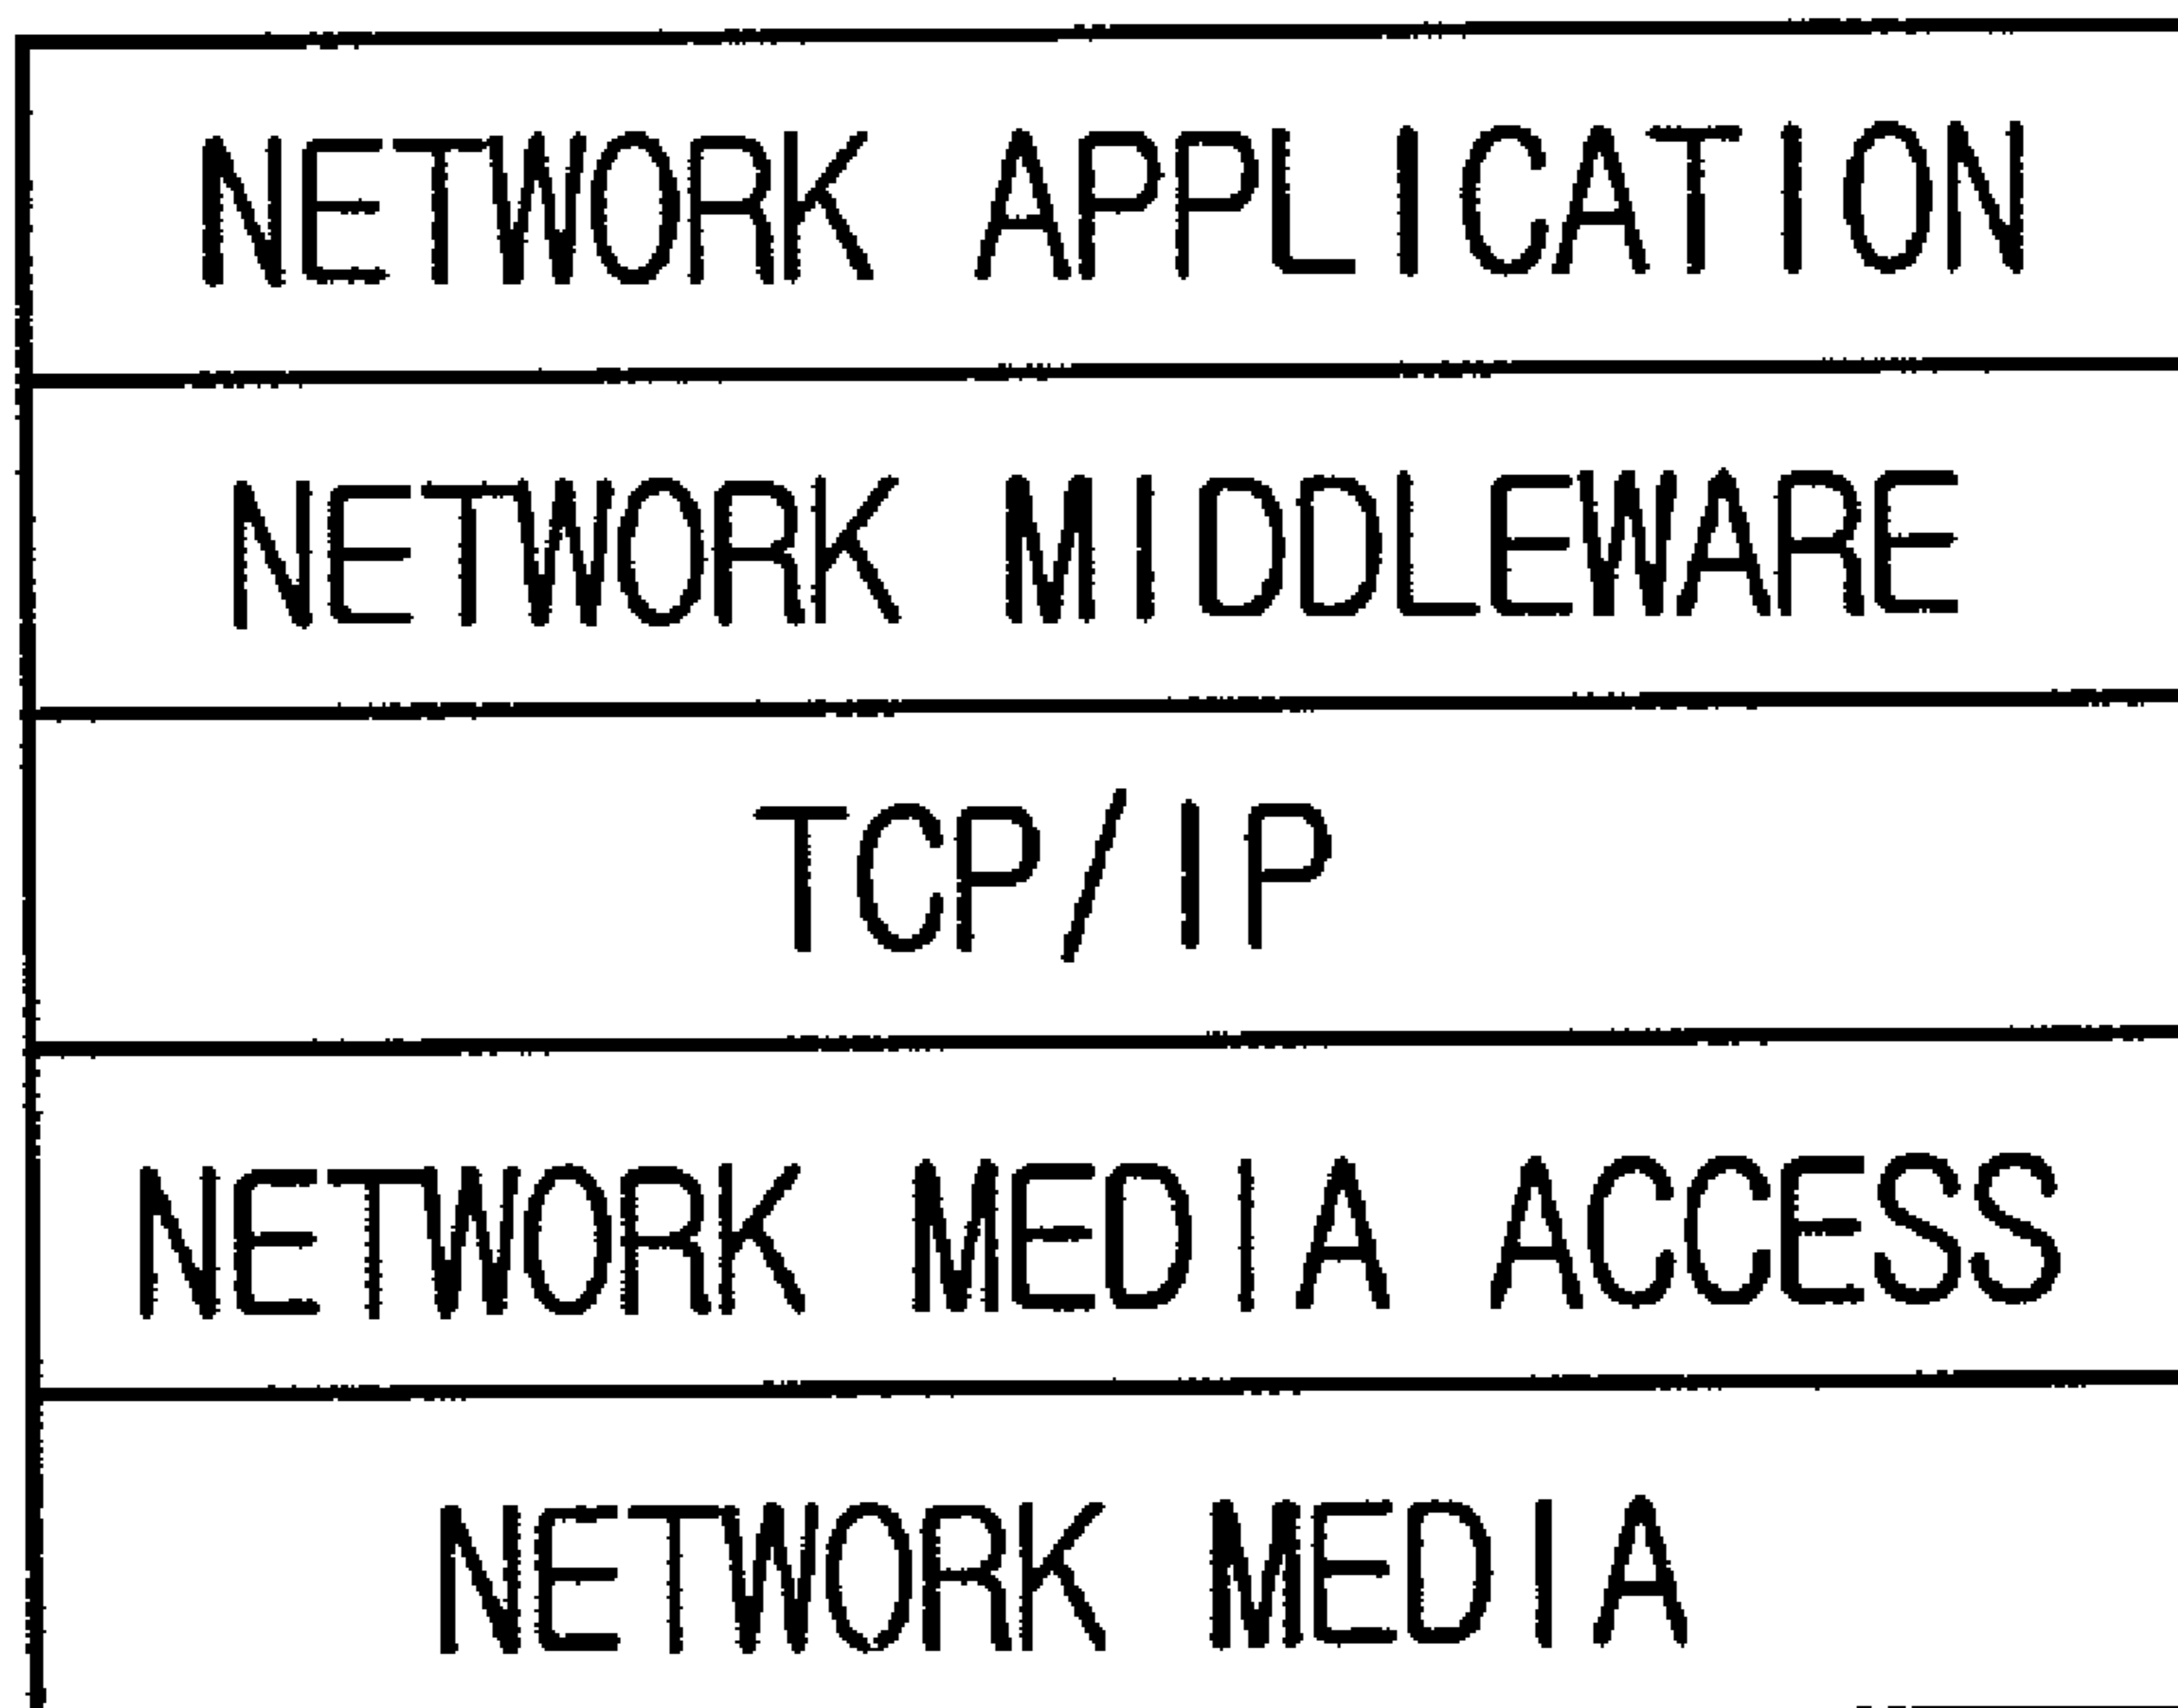 NETWORK APPLICATION
NETWORK MIDDLEWARE
TCP/IP
NETWORK MEDIA ACCESS
NETWORK MEDIA